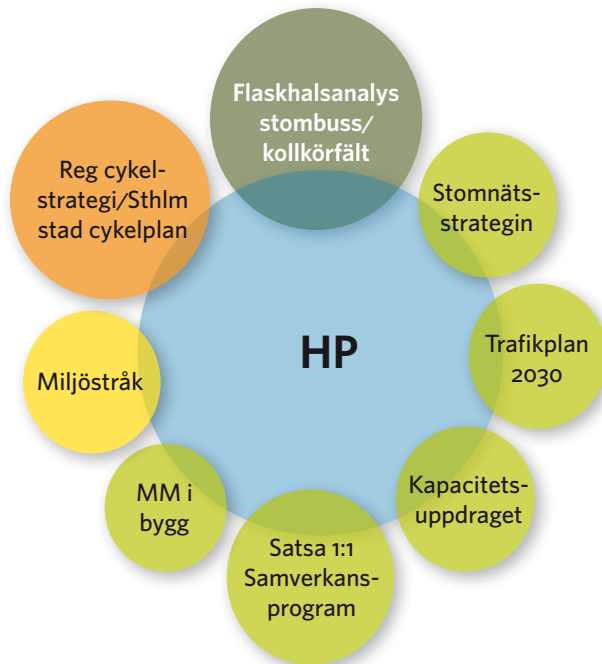 Flaskhalsanalys
stombuss/
kollkörfält
Reg cykel-
strategi/Sthlm
stad cykelplan
Stomnäts-
strategin
HP
Trafikplan
2030
Miljöstråk
Kapacitets-
uppdraget
MM i
bygg
Satsa 1:1
Samverkans-
program